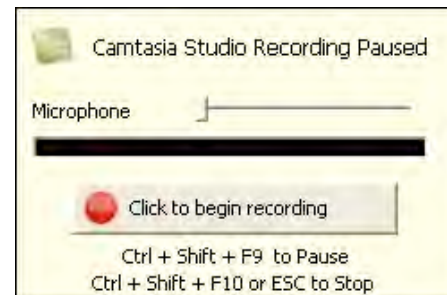 Camtasia Studio Recording Paused
Microphone
Click to begin recording
Ctrl + Shift + F9 to Pause
Ctrl + Shift + F10 or ESC to Stop